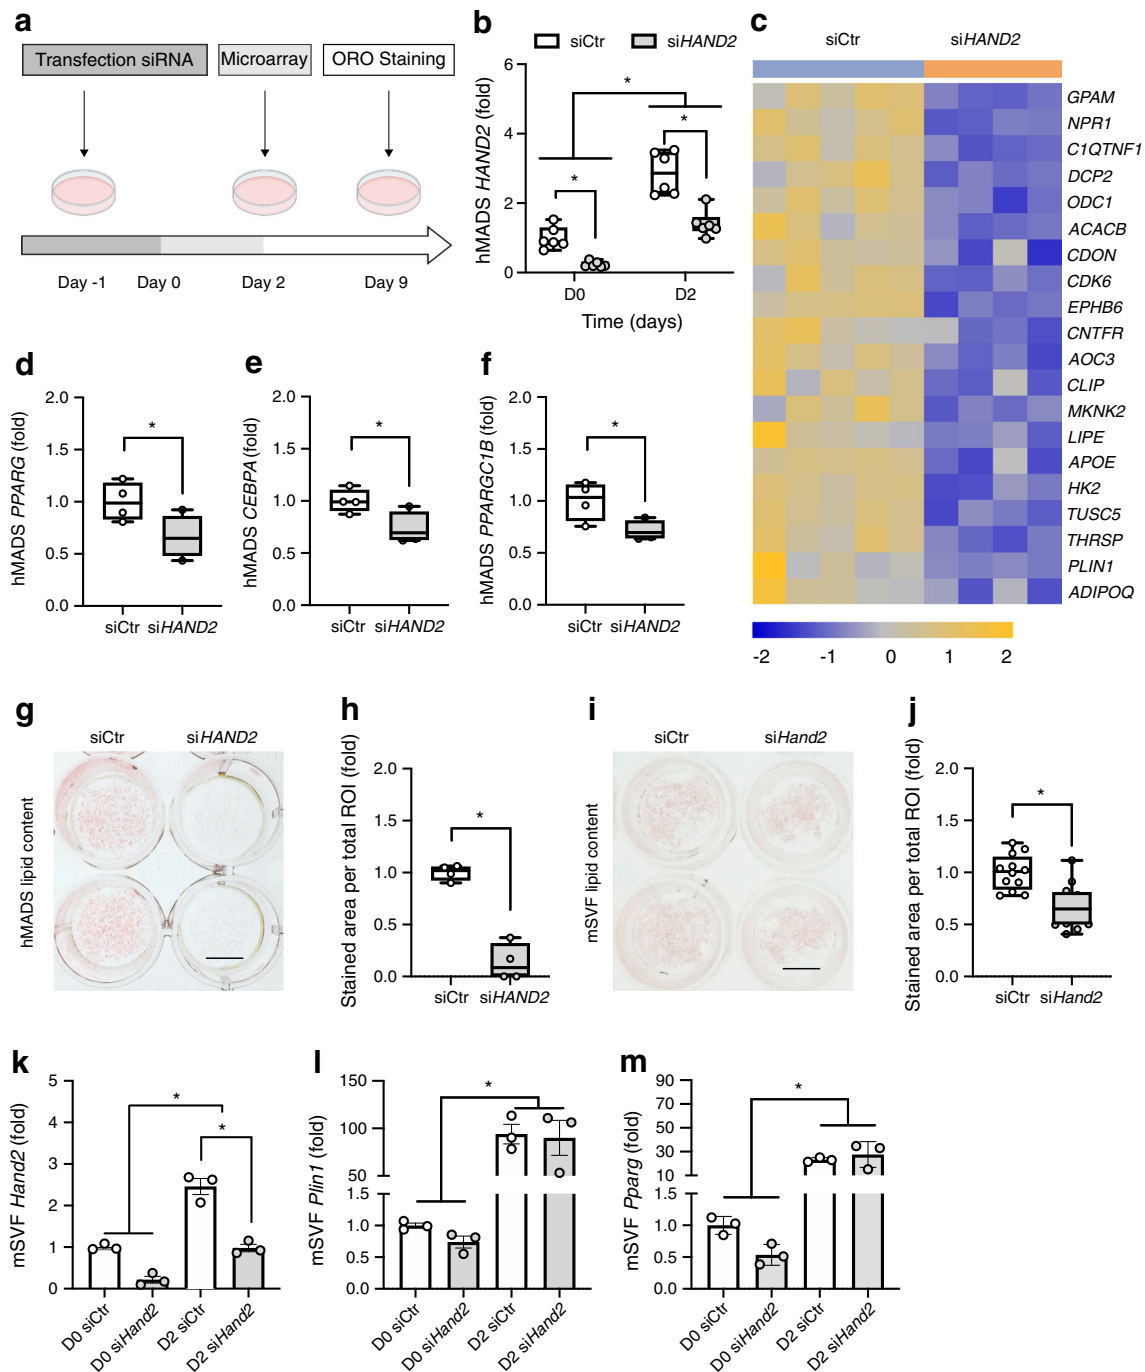 a
Transfection siRNA
Microarray
ORO Staining
Day -1
Day 0
Day 2
Day 9
b
siCtr
siHAND2
hMADS HAND2 (fold)
6
4
2
0
*
*
*
D0
D2
Time (days)
c
siCtr
siHAND2
GPAM
NPR1
C1QTNF1
DCP2
ODC1
ACACB
CDON
CDK6
EPHB6
CNTFR
AOC3
CLIP
MKNK2
LIPE
APOE
HK2
TUSC5
THRSP
PLIN1
ADIPOQ
-2
-1
0
1
2
d
hMADS PPARG (fold)
2.0
1.5
1.0
0.5
0.0
*
siCtr
siHAND2
e
hMADS CEBPA (fold)
2.0
1.5
1.0
0.5
0.0
*
siCtr
siHAND2
f
hMADS PPARGC1B (fold)
2.0
1.5
1.0
0.5
0.0
*
siCtr
siHAND2
g
siCtr
siHAND2
hMADS lipid content
h
Stained area per total ROI (fold)
2.0
1.5
1.0
0.5
0.0
*
siCtr
siHAND2
i
siCtr
siHand2
mSVF lipid content
j
Stained area per total ROI (fold)
2.0
1.5
1.0
0.5
0.0
*
siCtr
siHand2
k
mSVF Hand2 (fold)
5
4
3
2
1
0
*
*
D0 siCtr
D0 siHand2
D2 siCtr
D2 siHand2
l
mSVF Plin1 (fold)
150
100
50
1.5
1.0
0.5
0.0
*
D0 siCtr
D0 siHand2
D2 siCtr
D2 siHand2
m
mSVF Pparg (fold)
90
70
50
30
10
1.5
1.0
0.5
0.0
*
D0 siCtr
D0 siHand2
D2 siCtr
D2 siHand2